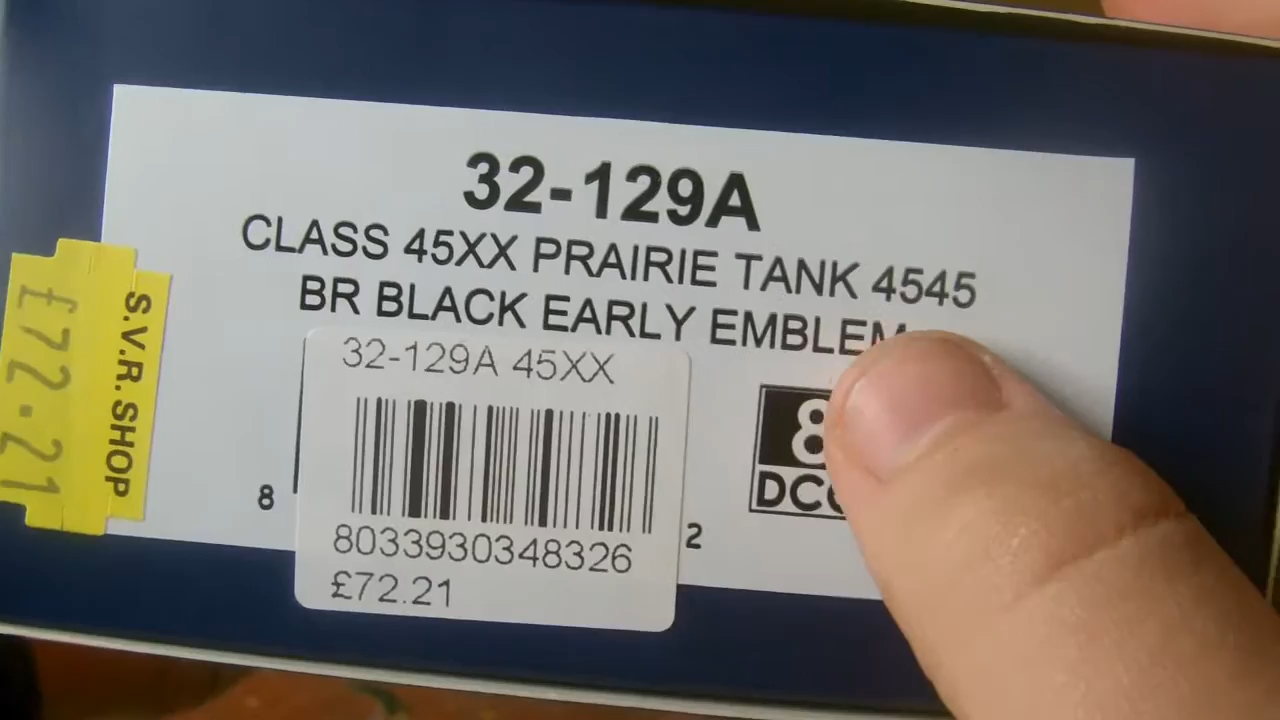 32-129A
CLASS 45XX PRAIRIE TANK 4545
BR BLACK EARLY EMBLEM
32-129A 45XX
8033930348326
£72.21
8
2
8
DCC
S.V.R.SHOP
£72.21